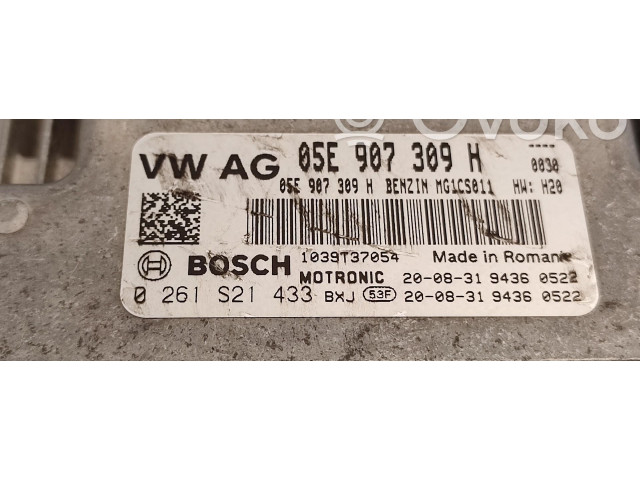 Ovoko
VW AG 05E 907 309 H ----
0030
05E 907 309 H BENZIN MG1CS011 HW: H20
1039T37054 Made in Romania
BOSCH MOTRONIC 20-08-31 9436 0522
0 261 S21 433 BXJ 53F 20-08-31 9436 0522